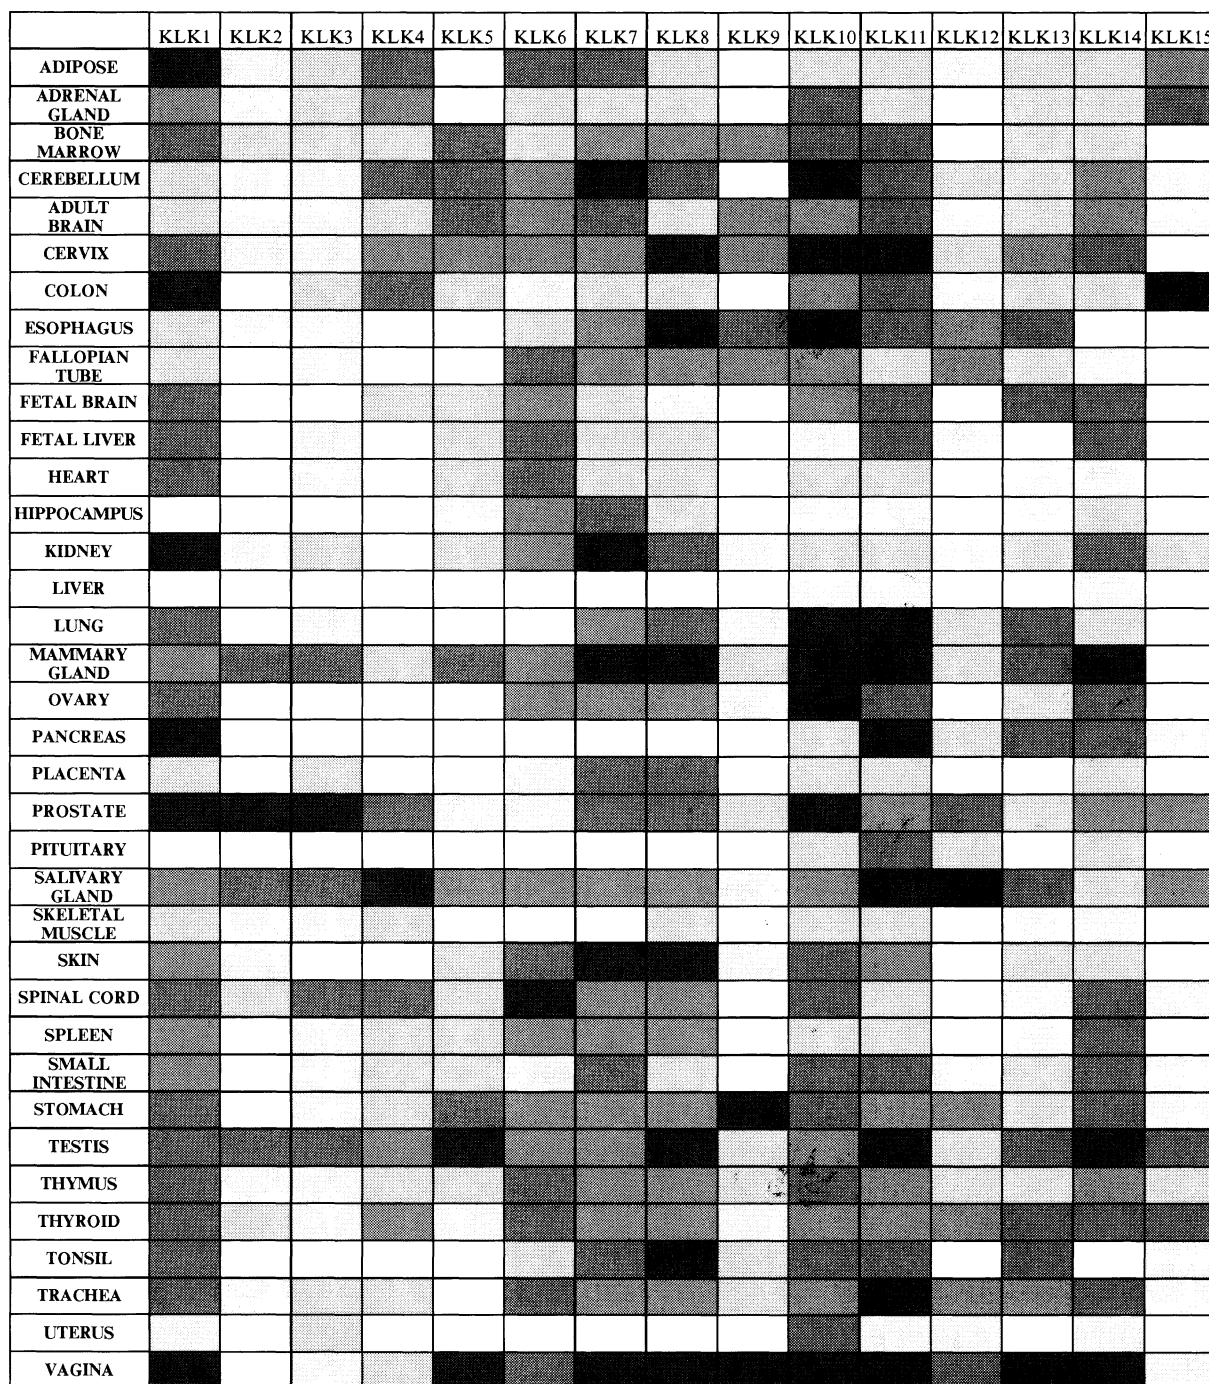 KLK1 KLK2 KLK3 KLK4 KLK5 KLK6 KLK7 KLK8 KLK9 KLK10 KLK11 KLK12 KLK13 KLK14 KLK15
ADIPOSE
ADRENAL
GLAND
BONE
MARROW
CEREBELLUM
ADULT
BRAIN
CERVIX
COLON
ESOPHAGUS
FALLOPIAN
TUBE
FETAL BRAIN
FETAL LIVER
HEART
HIPPOCAMPUS
KIDNEY
LIVER
LUNG
MAMMARY
GLAND
OVARY
PANCREAS
PLACENTA
PROSTATE
PITUITARY
SALIVARY
GLAND
SKELETAL
MUSCLE
SKIN
SPINAL CORD
SPLEEN
SMALL
INTESTINE
STOMACH
TESTIS
THYMUS
THYROID
TONSIL
TRACHEA
UTERUS
VAGINA